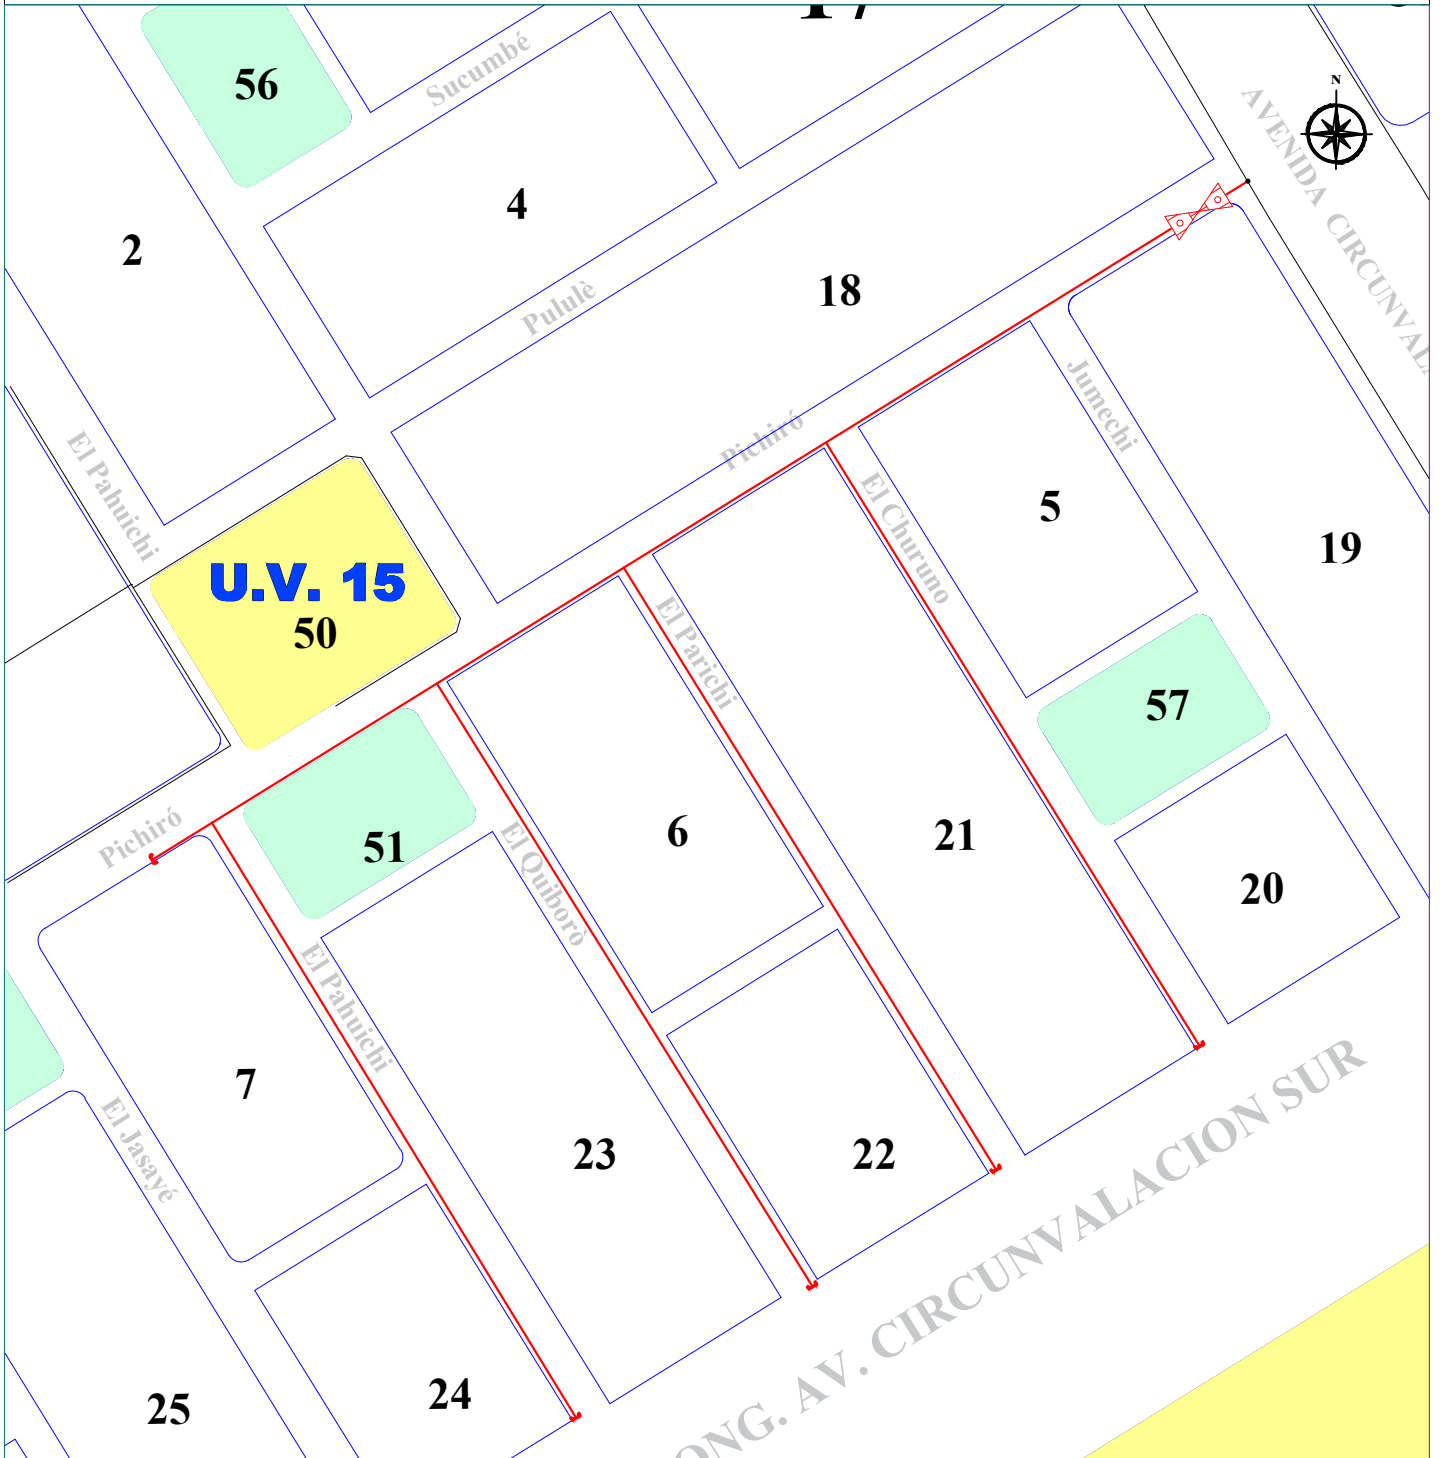 56
Sucumbé
N
AVENIDA CIRCUNVAL
4
2
Pululè
18
Pichiró
Jumechi
El Pahuichi
El Churuno
5
19
U.V. 15
50
El Parichi
57
Pichiró
51
El Quiborò
6
21
20
El Pahuichi
7
El Jasayé
23
22
ONG. AV. CIRCUNVALACION SUR
24
25